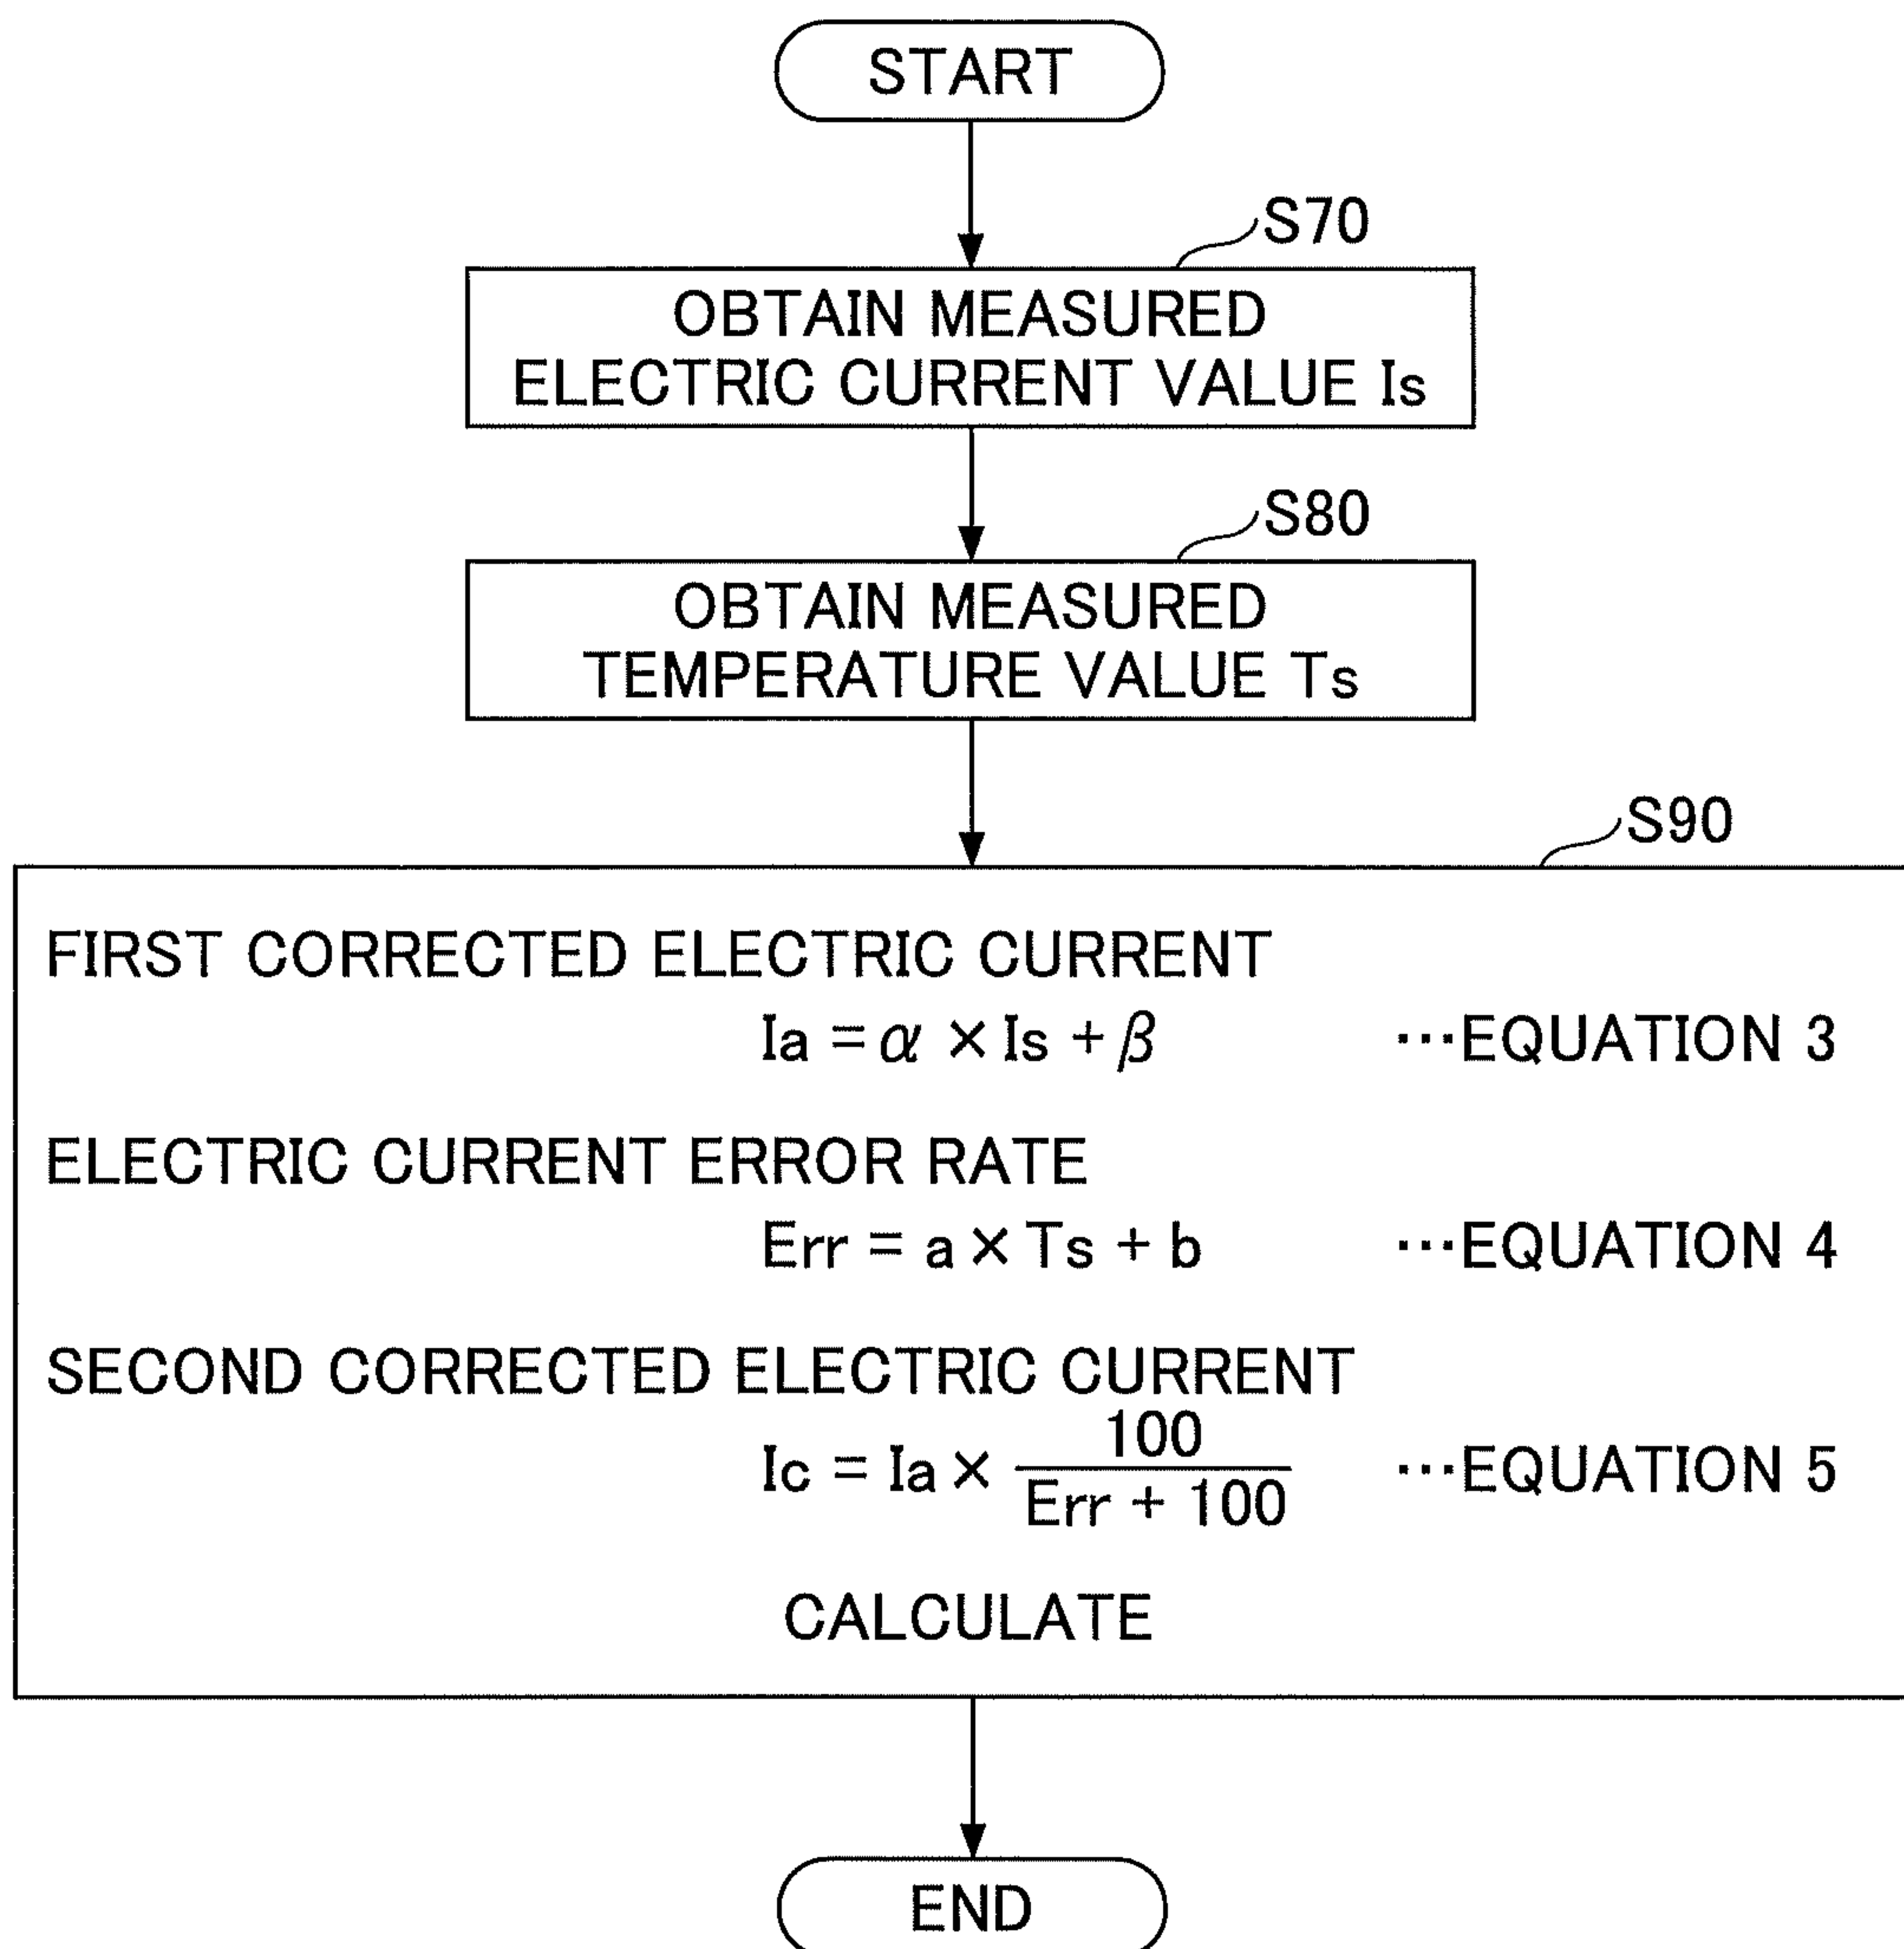 START
S70
OBTAIN MEASURED
ELECTRIC CURRENT VALUE Is
S80
OBTAIN MEASURED
TEMPERATURE VALUE Ts
S90
FIRST CORRECTED ELECTRIC CURRENT
Ia = α × Is + β ···EQUATION 3
ELECTRIC CURRENT ERROR RATE
Err = a × Ts + b ···EQUATION 4
SECOND CORRECTED ELECTRIC CURRENT
100
Ic = Ia × ———— ···EQUATION 5
Err + 100
CALCULATE
END